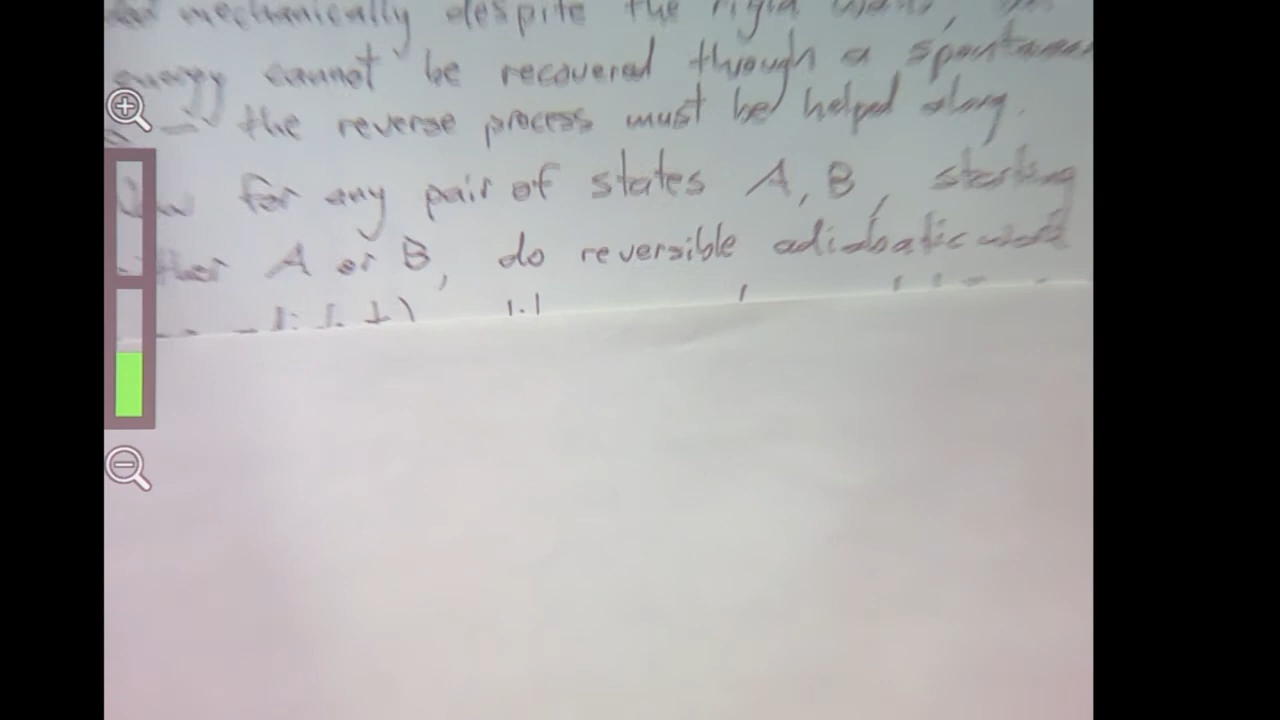 mechanically despite the rigid walls,
energy cannot be recovered through a
— the reverse process must be helped along.
for any pair of states A, B, starting
A or B, do reversible adiabatic work